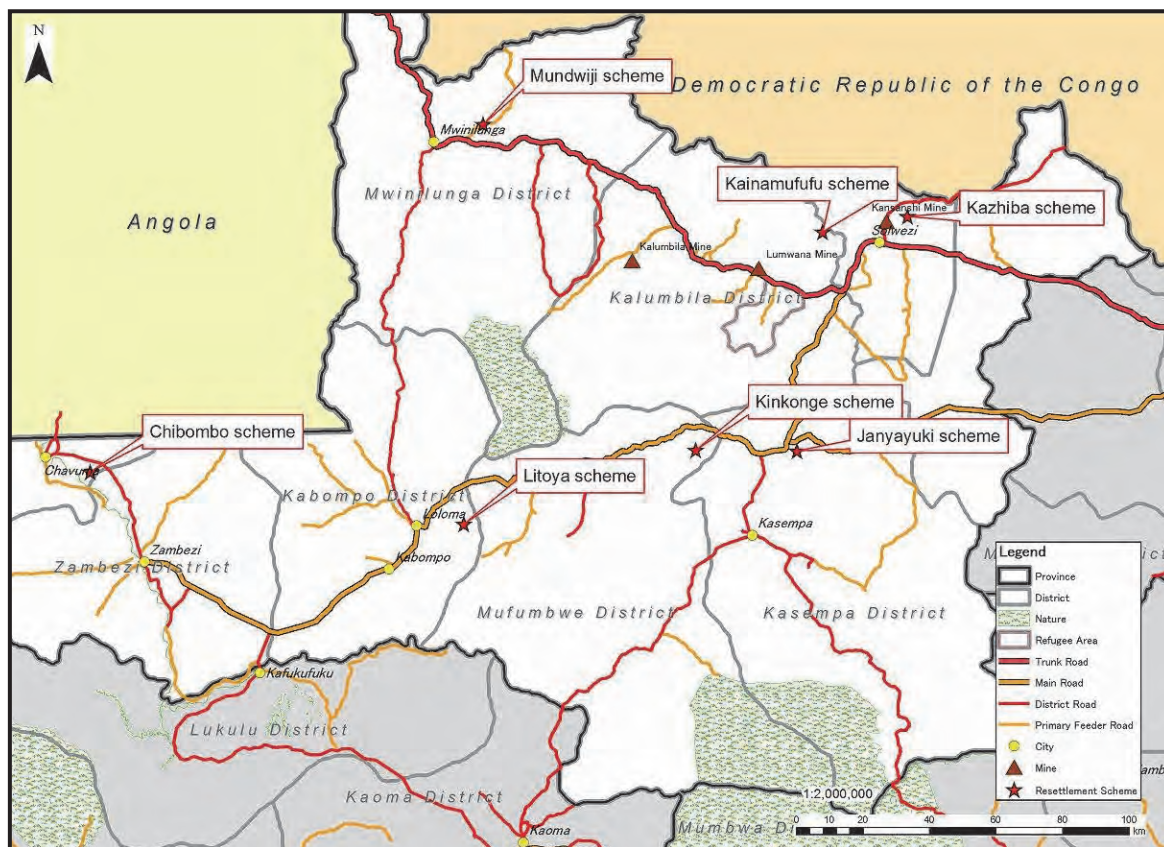 N
Mundwiji scheme
Democratic Republic of the Congo
Mwinilunga
Kainamufufu scheme
Mwinilunga District
Kansanshi Mine
Kazhiba scheme
Angola
Solwezi
Kalumbila Mine
Lumwana Mine
Kalumbila District
Chibombo scheme
Kinkonge scheme
Janyayuki scheme
Chavuma
Litoya scheme
Kabompo District
Loloma
Kasempa
Zambezi
Zambezi District
Kabompo
Mufumbwe District
Kasempa District
Kafukufuku
Lukulu District
Kaoma District
Kaoma
Mumbwa Di
Legend
Province
District
Nature
Refugee Area
Trunk Road
Main Road
District Road
Primary Feeder Road
City
Mine
Resettlement Scheme
1:2,000,000
0 10 20 40 60 80 100
km